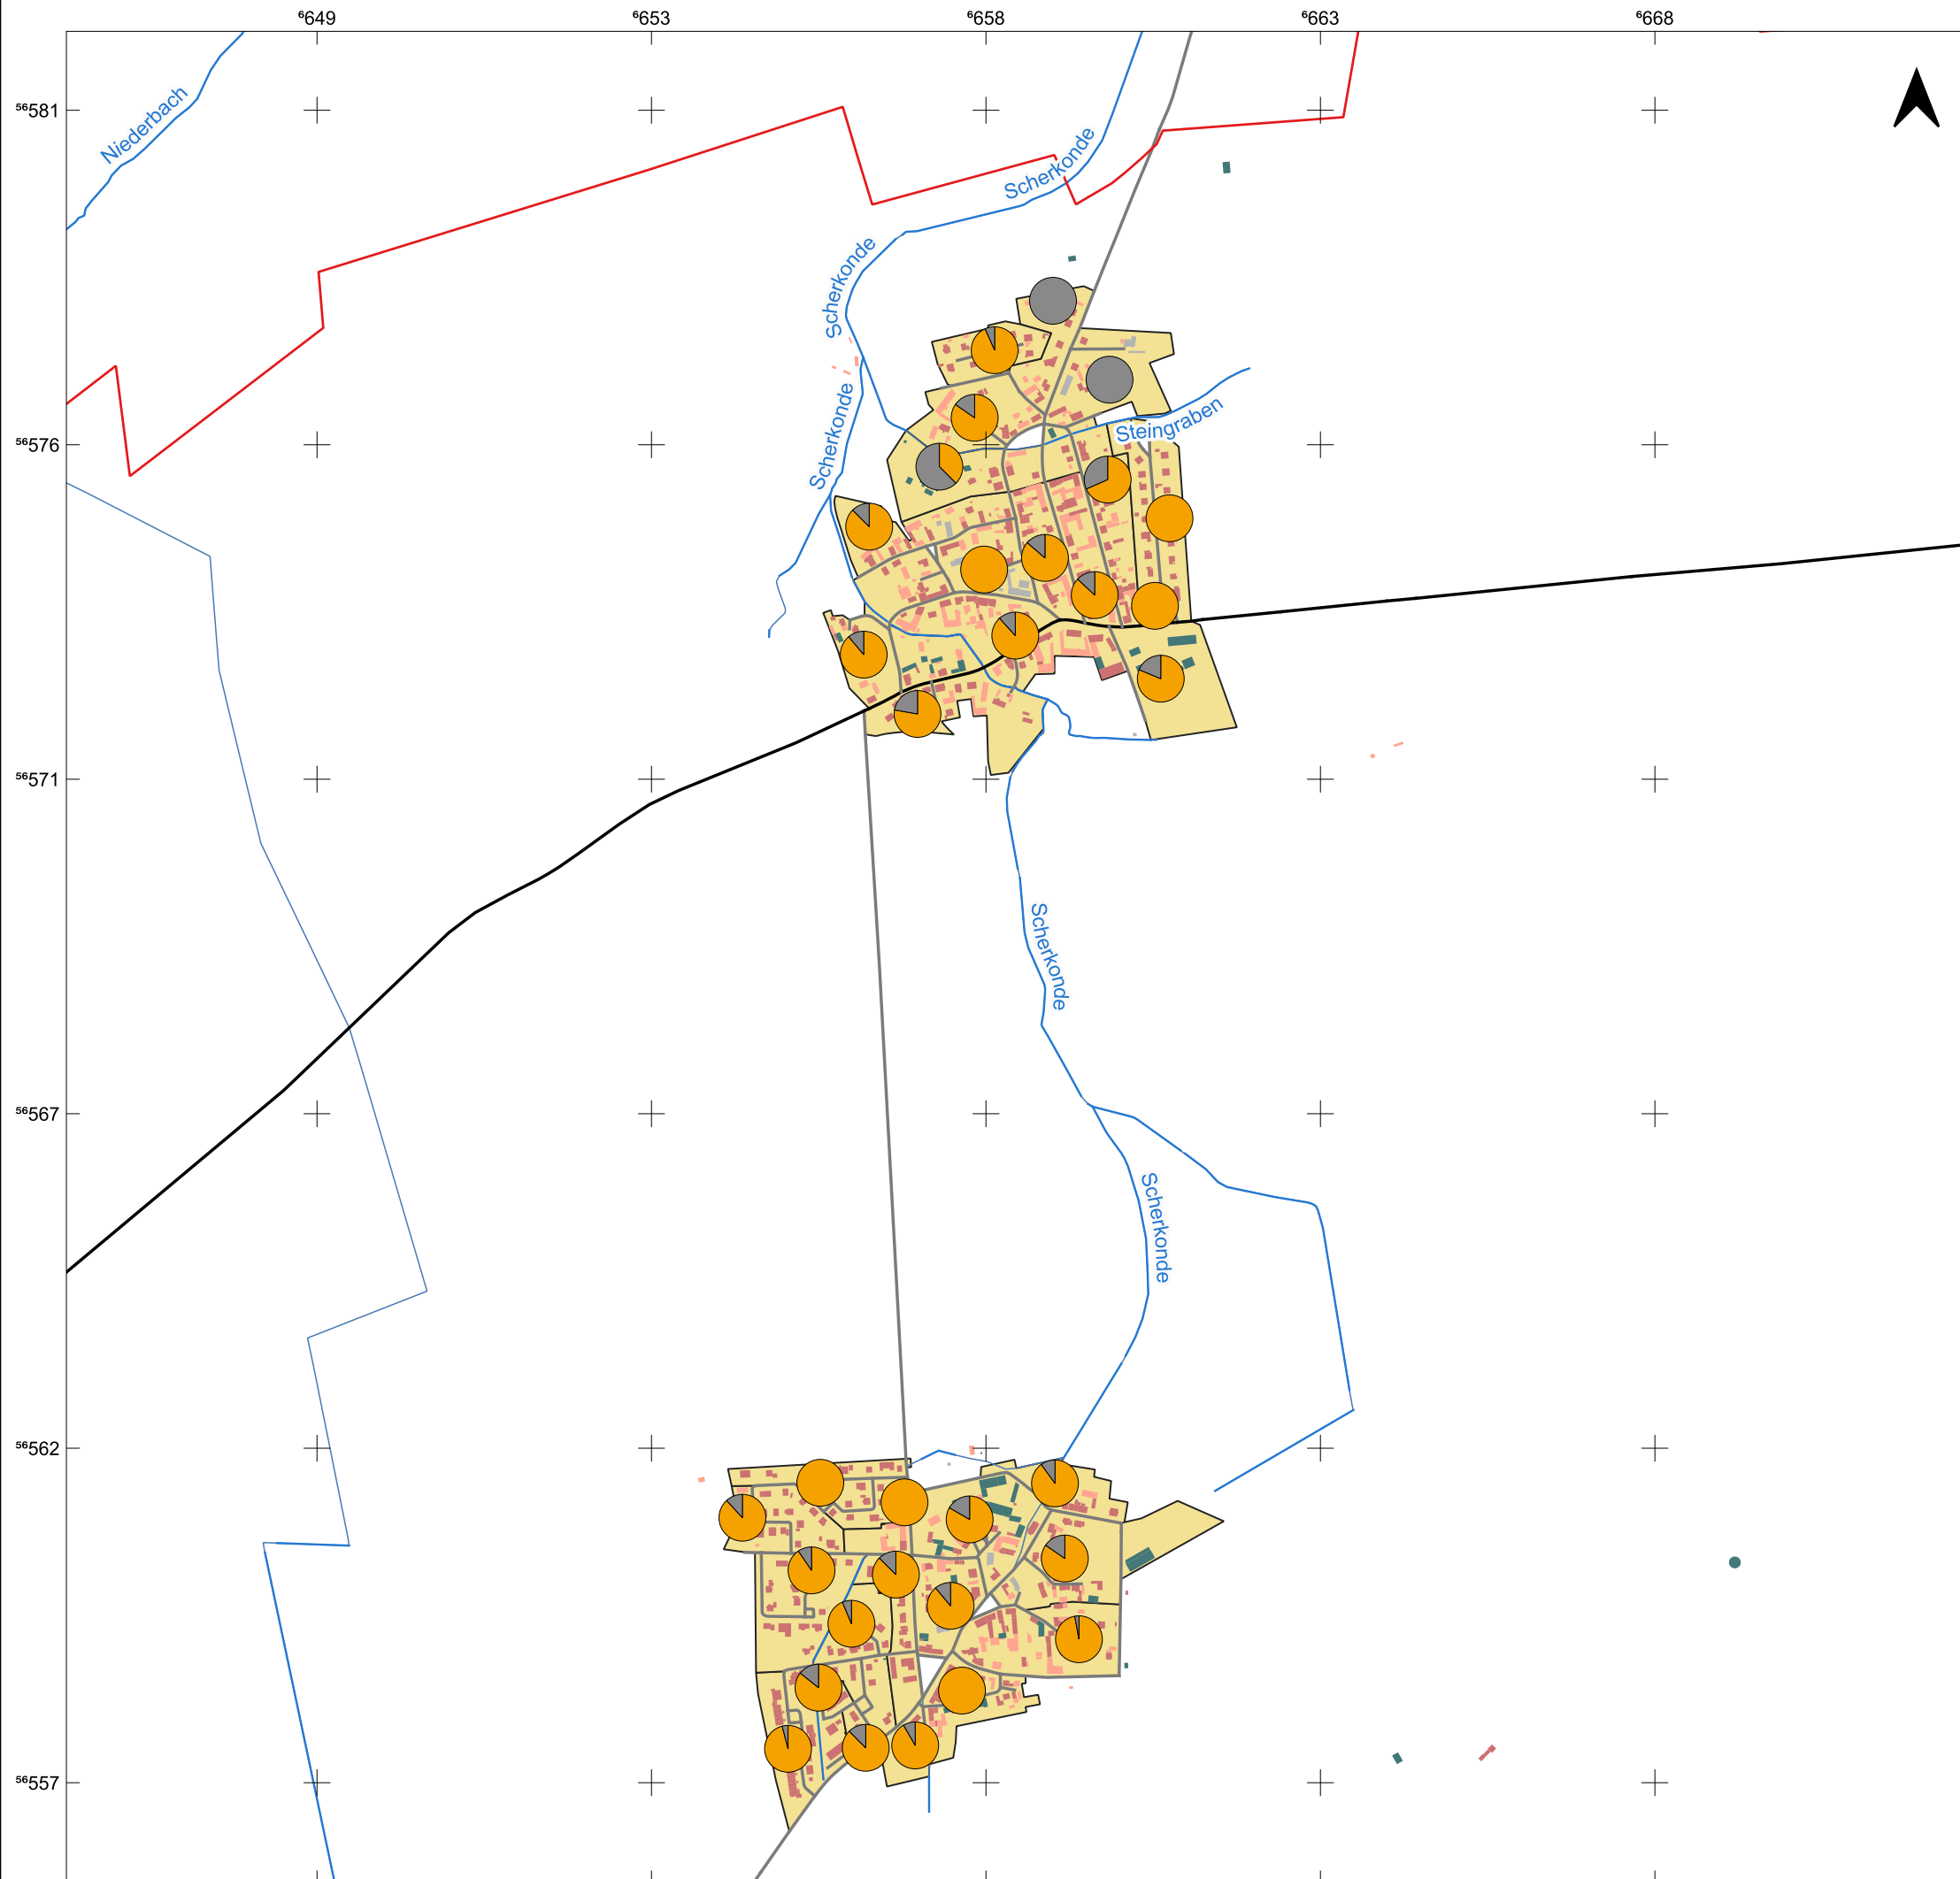 ⁶649 ⁶653 ⁶658 ⁶663 ⁶668
⁵⁶581
Niederbach
Scherkonde
Scherkonde
Scherkonde
Steingraben
⁵⁶576
⁵⁶571
Scherkonde
⁵⁶567
Scherkonde
⁵⁶562
⁵⁶557